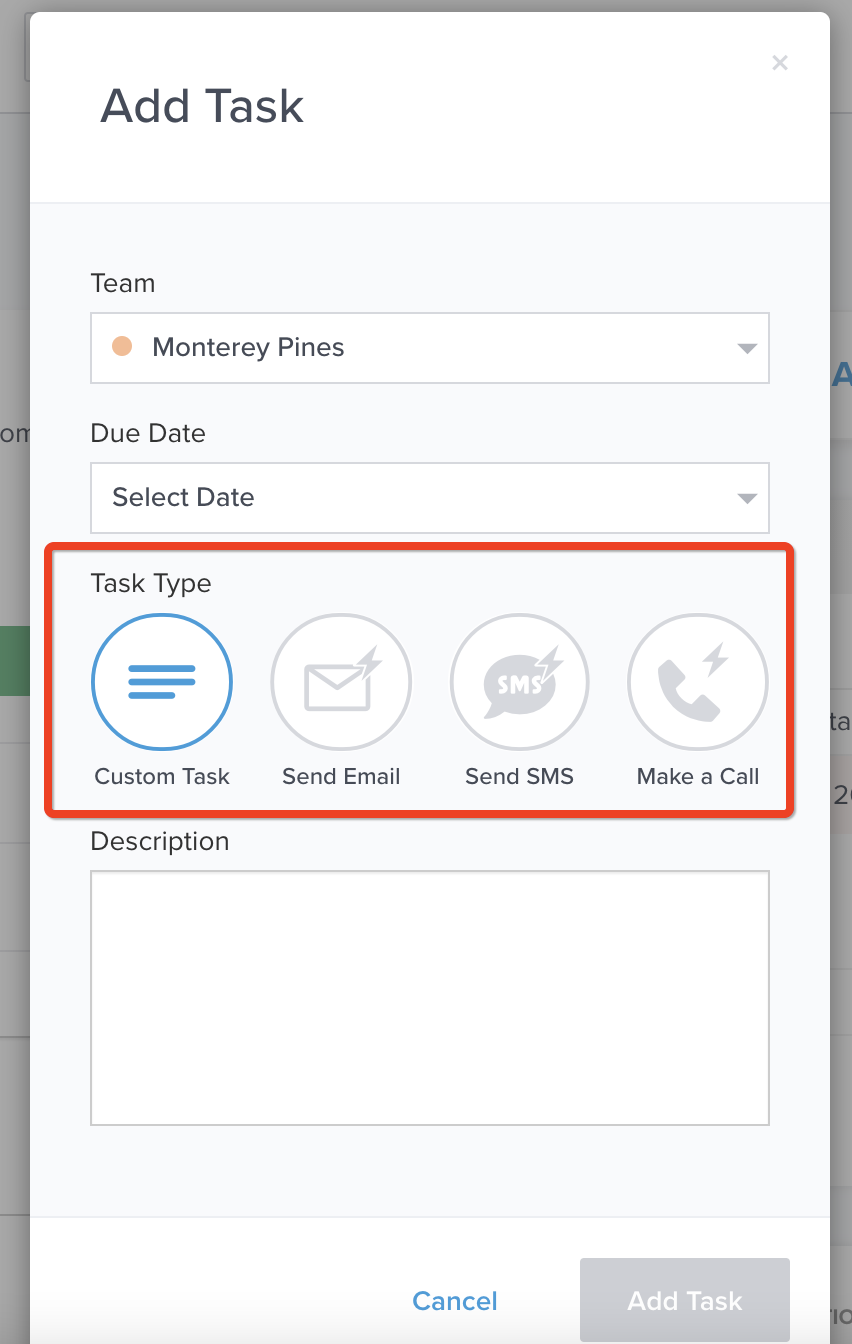 ×
Add Task
Team
Monterey Pines
Due Date
Select Date
Task Type
SMS
Custom Task Send Email Send SMS Make a Call
Description
Cancel Add Task